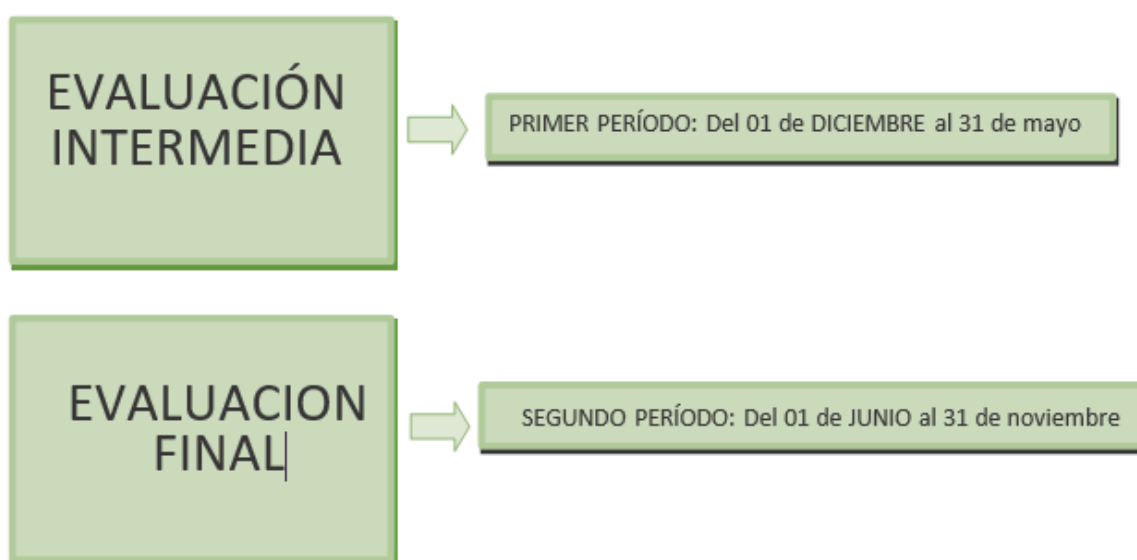 EVALUACIÓN
INTERMEDIA
PRIMER PERÍODO: Del 01 de DICIEMBRE al 31 de mayo
EVALUACION
FINAL
SEGUNDO PERÍODO: Del 01 de JUNIO al 31 de noviembre